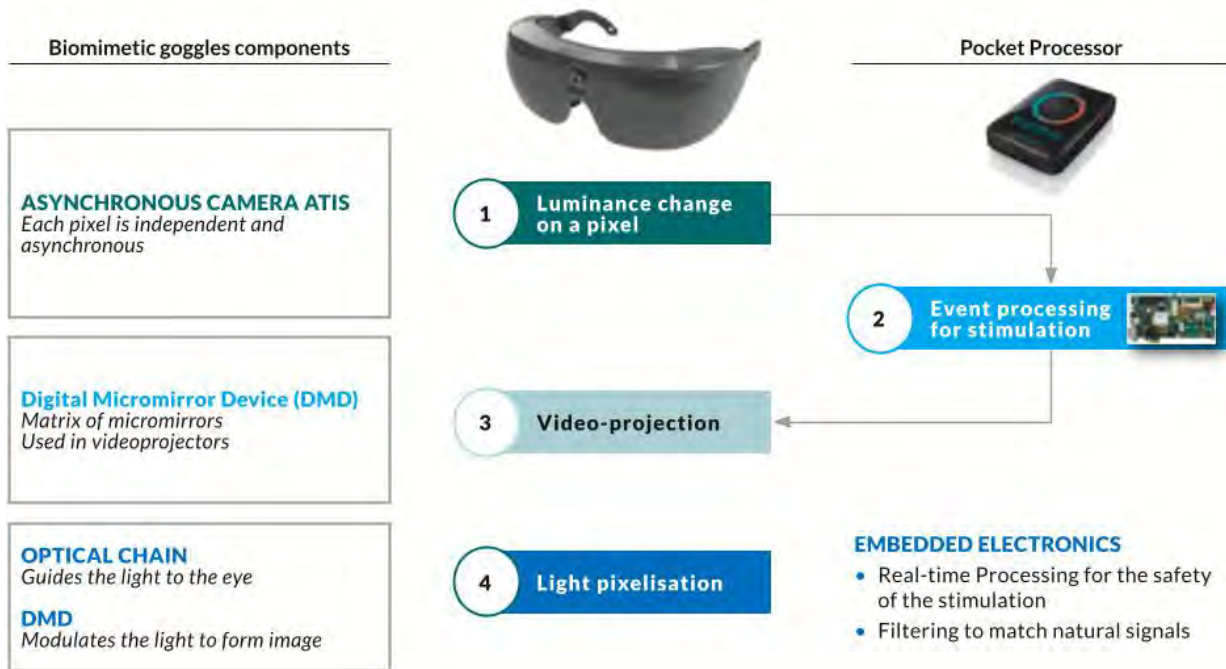 Biomimetic goggles components
Pocket Processor
ASYNCHRONOUS CAMERA ATIS
Each pixel is independent and
asynchronous
1
Luminance change
on a pixel
2
Event processing
for stimulation
Digital Micromirror Device (DMD)
Matrix of micromirrors
Used in videoprojectors
3
Video-projection
OPTICAL CHAIN
Guides the light to the eye
DMD
Modulates the light to form image
4
Light pixelisation
EMBEDDED ELECTRONICS
• Real-time Processing for the safety
of the stimulation
• Filtering to match natural signals